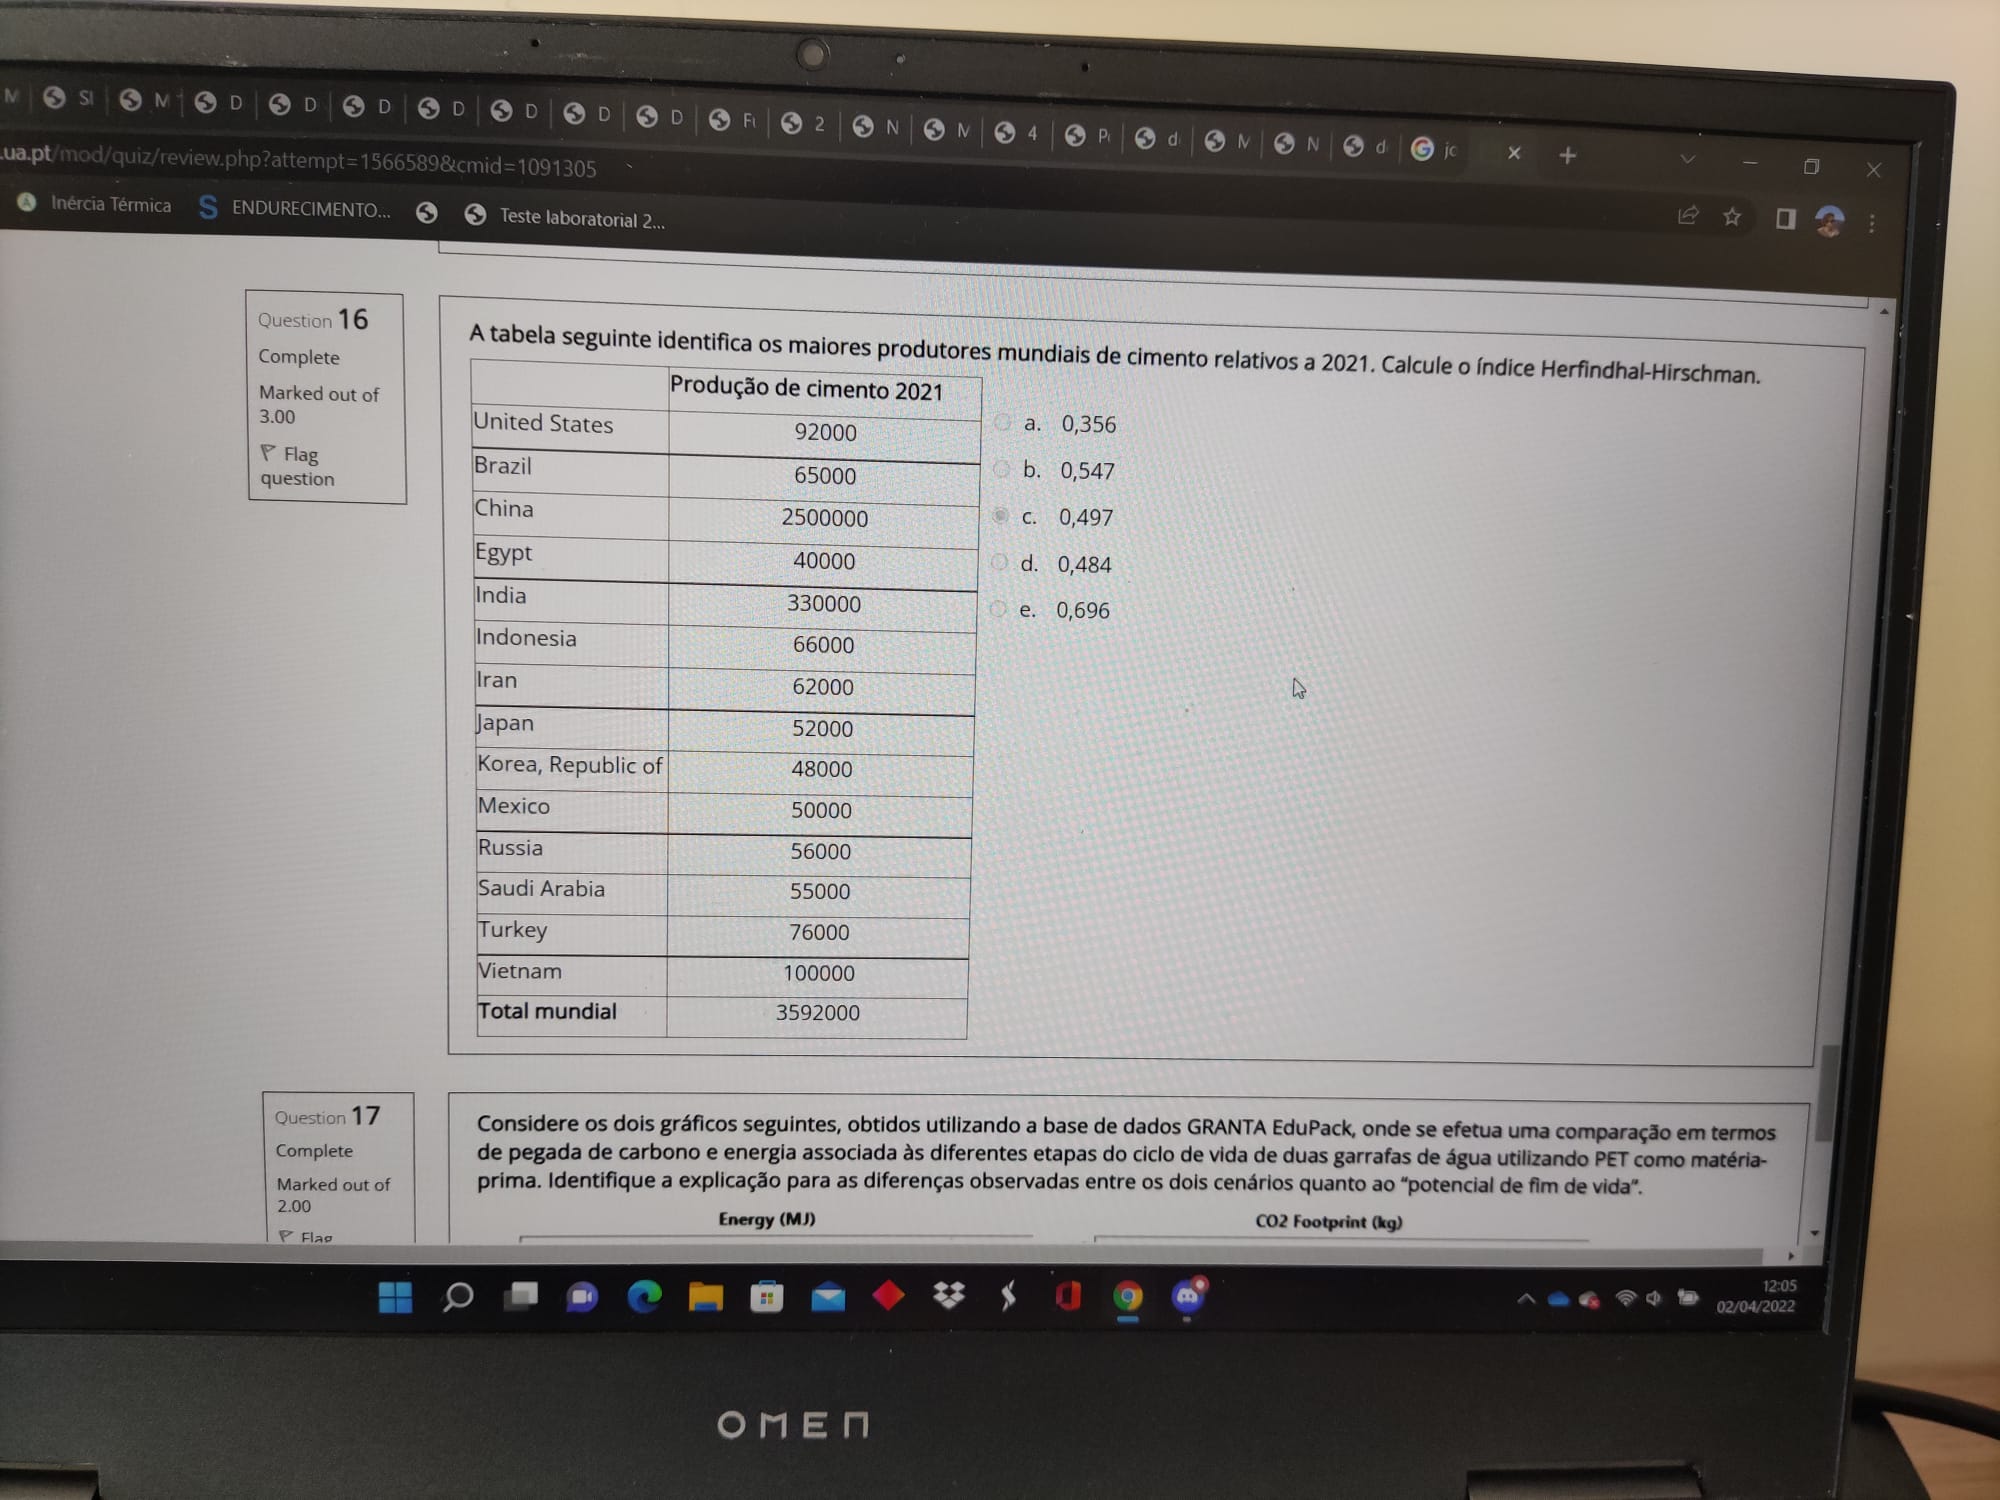 M SI M D D D D D D D Fi 2 N M 4 d M N d jc
.ua.pt/mod/quiz/review.php?attempt=1566589&cmid=1091305
Inércia Térmica ENDURECIMENTO... Teste laboratorial 2...
Question 16
Complete
Marked out of
3.00
Flag
question
A tabela seguinte identifica os maiores produtores mundiais de cimento relativos a 2021. Calcule o índice Herfindhal-Hirschman.
Produção de cimento 2021
United States 92000
Brazil 65000
China 2500000
Egypt 40000
India 330000
Indonesia 66000
Iran 62000
Japan 52000
Korea, Republic of 48000
Mexico 50000
Russia 56000
Saudi Arabia 55000
Turkey 76000
Vietnam 100000
Total mundial 3592000
a. 0,356
b. 0,547
c. 0,497
d. 0,484
e. 0,696
Question 17
Complete
Marked out of
2.00
Flag
Considere os dois gráficos seguintes, obtidos utilizando a base de dados GRANTA EduPack, onde se efetua uma comparação em termos
de pegada de carbono e energia associada às diferentes etapas do ciclo de vida de duas garrafas de água utilizando PET como matéria-
prima. Identifique a explicação para as diferenças observadas entre os dois cenários quanto ao "potencial de fim de vida".
Energy (MJ) CO2 Footprint (kg)
12:05
02/04/2022
OMEN